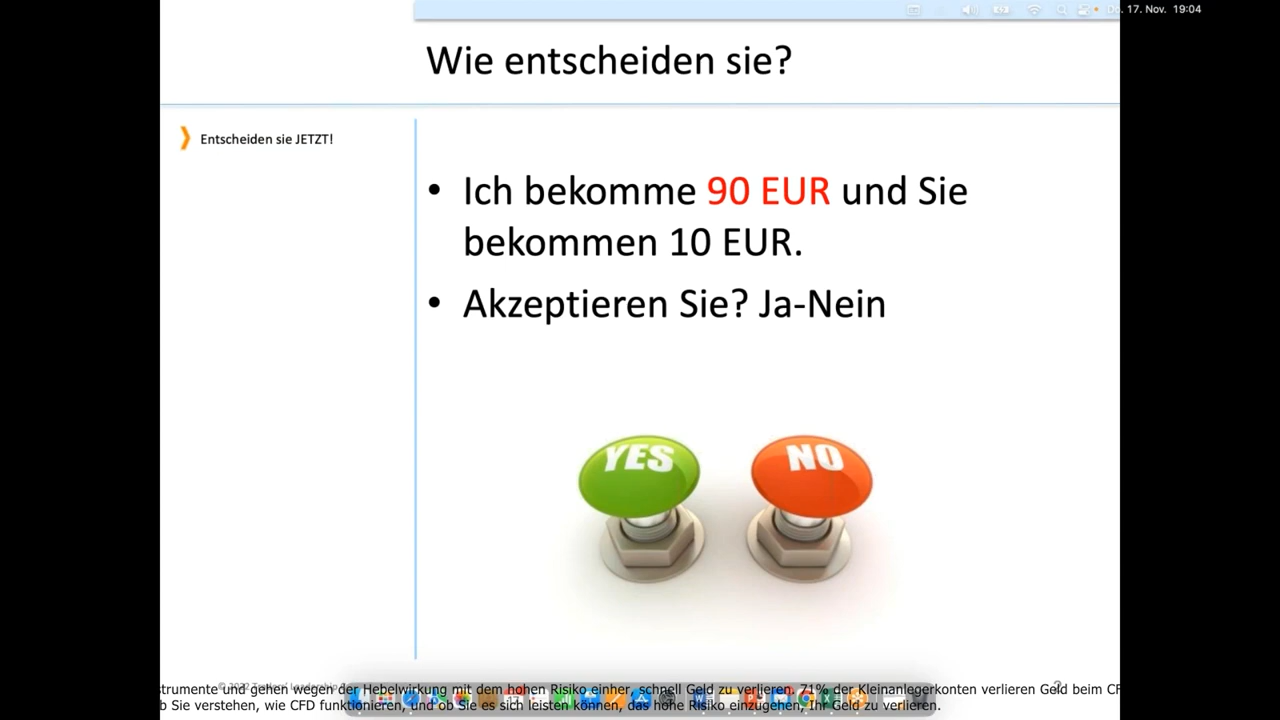 Do. 17. Nov. 19:04
Wie entscheiden sie?
Entscheiden sie JETZT!
• Ich bekomme 90 EUR und Sie
bekommen 10 EUR.
• Akzeptieren Sie? Ja-Nein
YES NO
strumente und gehen wegen der Hebelwirkung mit dem hohen Risiko einher, schnell Geld zu verlieren. 71% der Kleinanlegerkonten verlieren Geld beim CF
b Sie verstehen, wie CFD funktionieren, und ob Sie es sich leisten können, das hohe Risiko einzugehen, Ihr Geld zu verlieren.